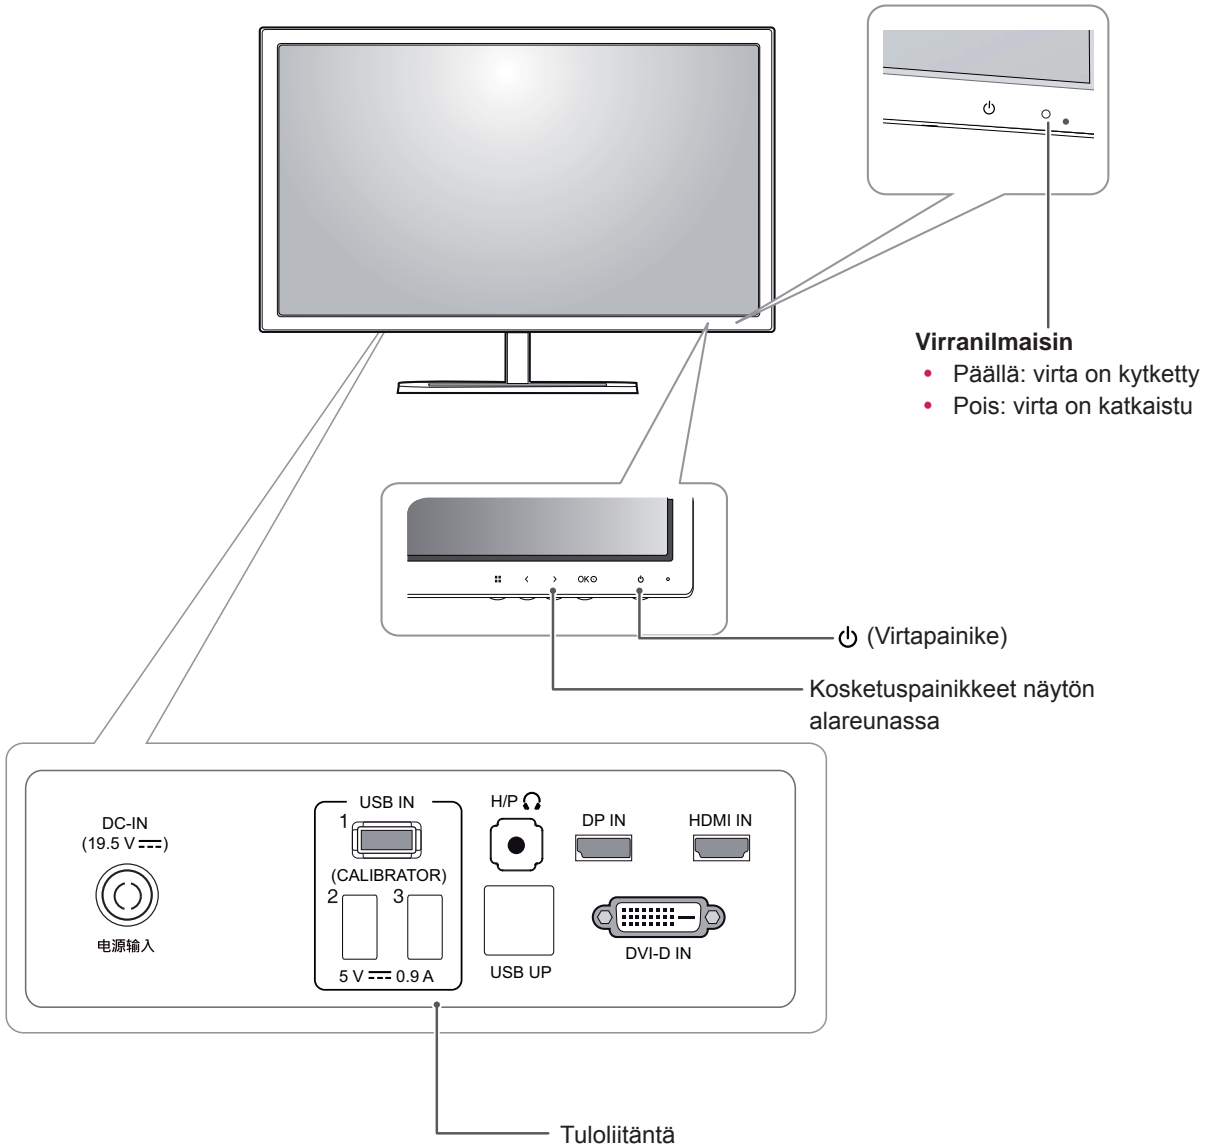 Virranilmaisin
• Päällä: virta on kytketty
• Pois: virta on katkaistu
OK
(Virtapainike)
Kosketuspainikkeet näytön
alareunassa
DC-IN
(19.5 V ⎓)
电源输入
USB IN
1
(CALIBRATOR)
2 3
5 V ⎓ 0.9 A
H/P
USB UP
DP IN
HDMI IN
DVI-D IN
Tuloliitäntä